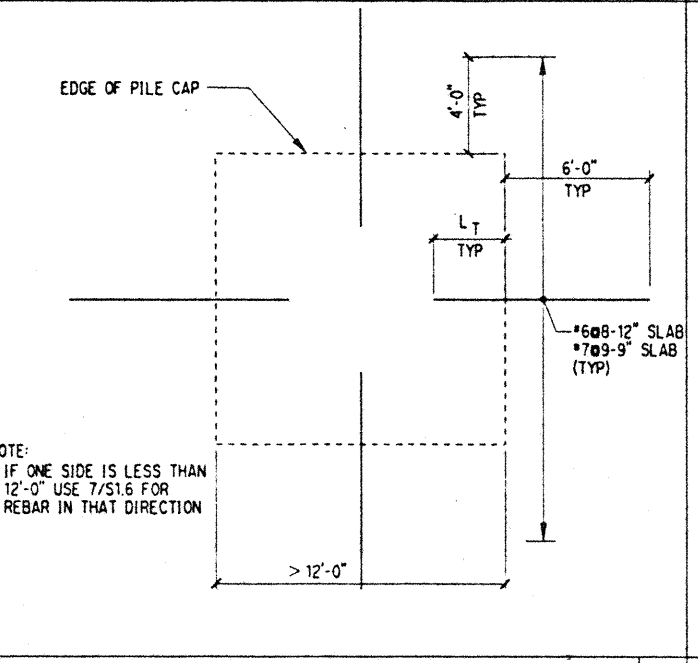 EDGE OF PILE CAP
4'-0"
TYP
6'-0"
TYP
LT
TYP
#6@8-12" SLAB
#7@9-9" SLAB
(TYP)
OTE:
IF ONE SIDE IS LESS THAN
12'-0" USE 7/S1.6 FOR
REBAR IN THAT DIRECTION
> 12'-0"